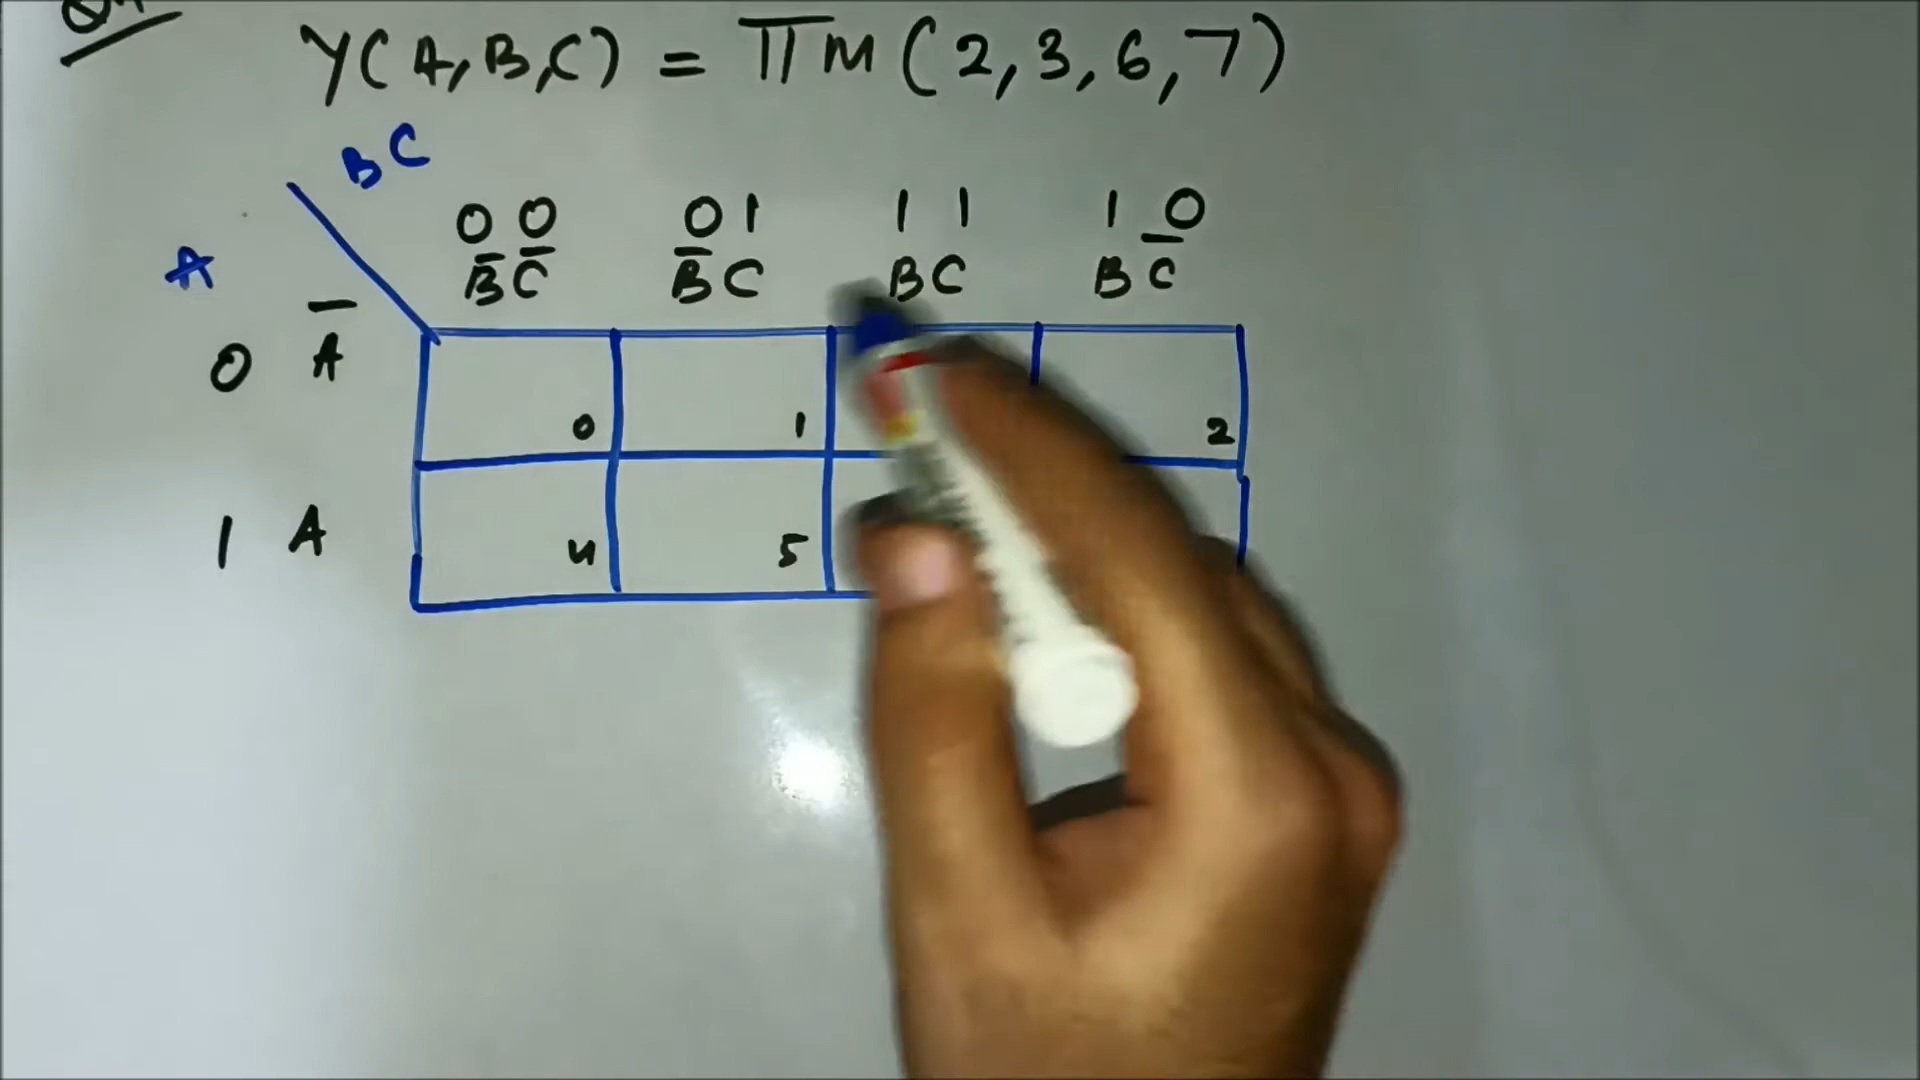 Y(A,B,C) = ΠM(2,3,6,7)
BC
A
00 01 11 10
B̅C̅ B̅C BC BC̅
0 A̅
0 1 2
1 A
4 5